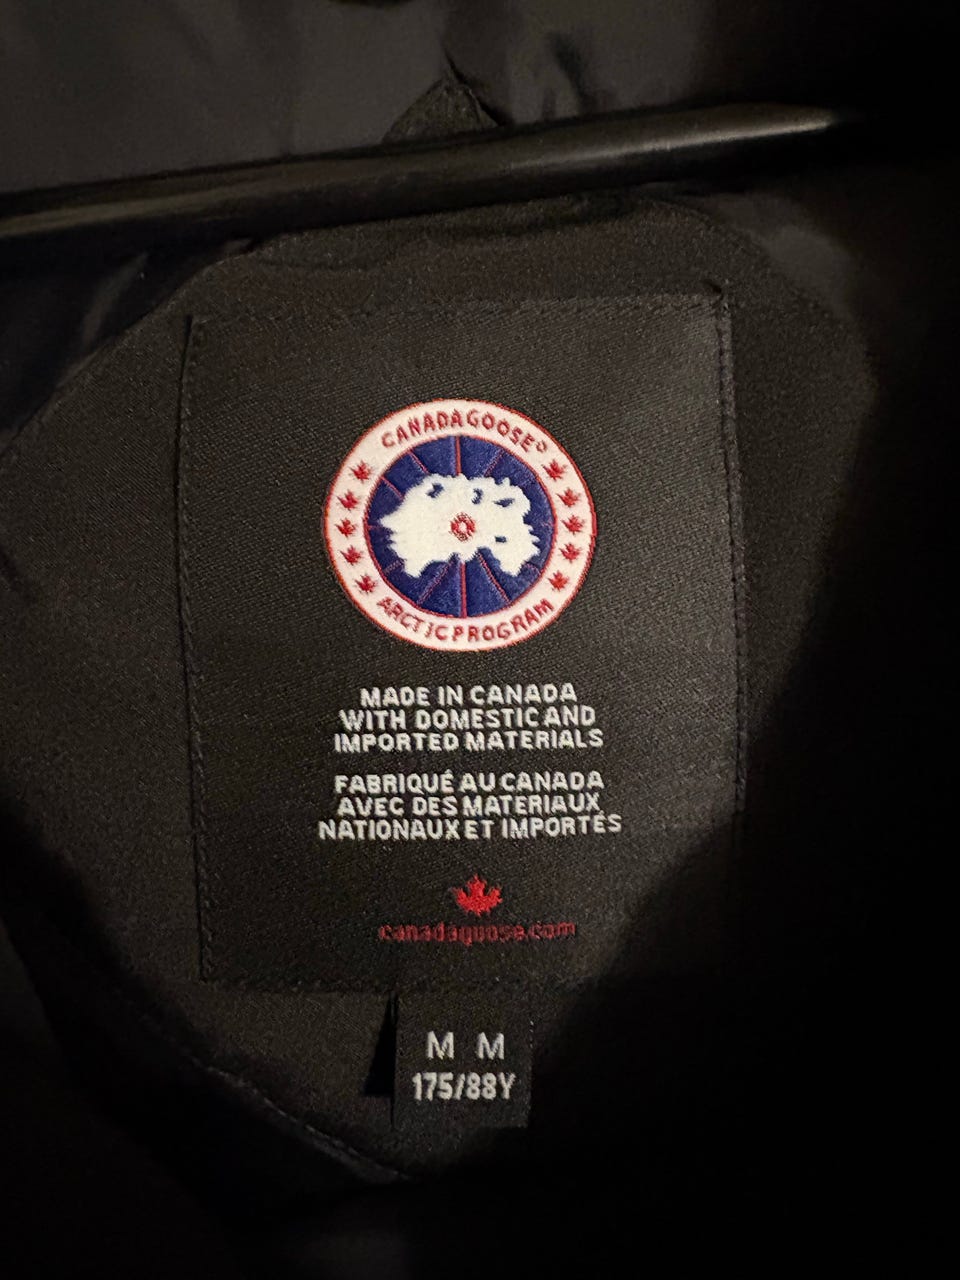 CANADA GOOSE®
ARCTIC PROGRAM
MADE IN CANADA
WITH DOMESTIC AND
IMPORTED MATERIALS
FABRIQUÉ AU CANADA
AVEC DES MATERIAUX
NATIONAUX ET IMPORTÉS
canadagoose.com
M M
175/88Y